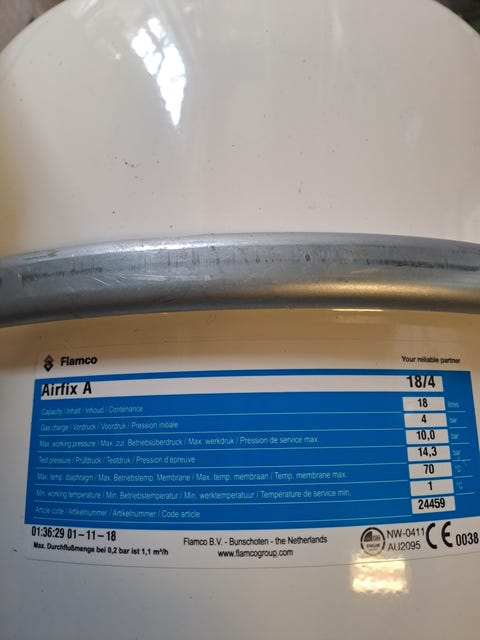 Flamco
Your reliable partner
Airfix A 18/4
Capacity / Inhalt / Inhoud / Contenance 18 litres
Gas charge / Vordruck / Voordruk / Pression initiale 4 bar
Max. working pressure / Max. zul. Betriebsüberdruck / Max. werkdruk / Pression de service max. 10,0 bar
Test pressure / Prüfdruck / Testdruk / Pression d'épreuve 14,3 bar
Max. temp. diaphragm / Max. Betriebstemp. Membrane / Max. temp. membraan / Temp. membrane max. 70 °C
Min. working temperature / Min. Betriebstemperatur / Min. werktemperatuur / Température de service min. 1 °C
Article code / Artikelnummer / Artikelnummer / Code article 24459
01:36:29 01-11-18
Max. Durchflußmenge bei 0,2 bar ist 1,1 m³/h
Flamco B.V. - Bunschoten - the Netherlands
www.flamcogroup.com
NW-0411
AU2095
CE 0038